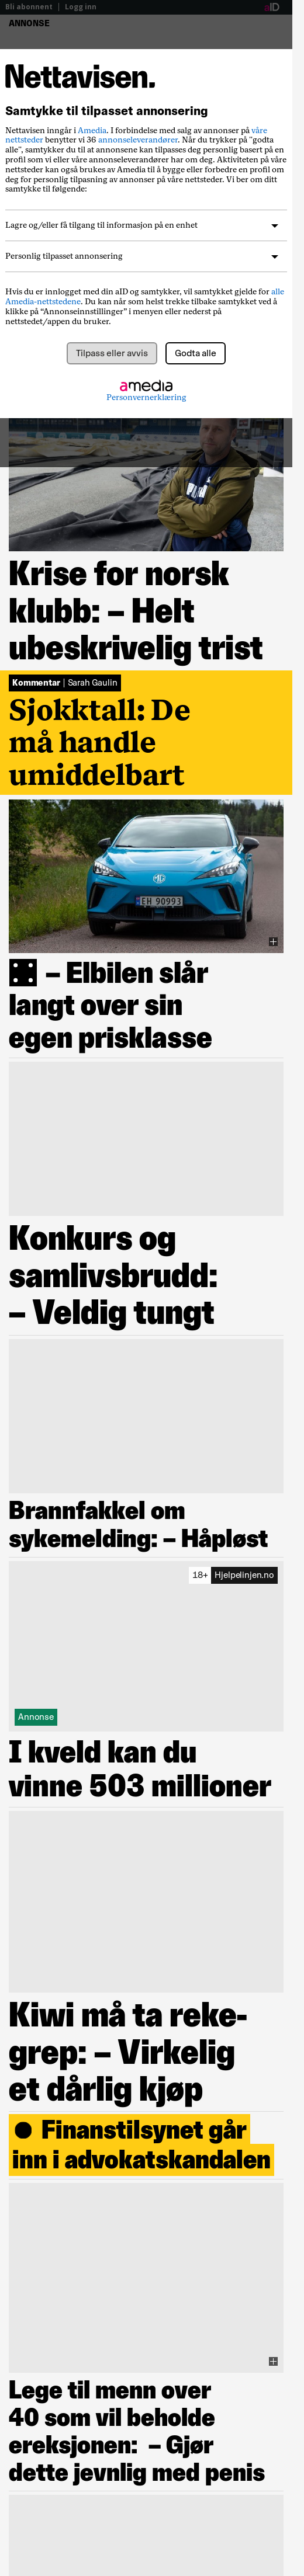 Bli abonnent | Logg inn
aID
ANNONSE
Nettavisen.
Samtykke til tilpasset annonsering
Nettavisen inngår i Amedia. I forbindelse med salg av annonser på våre
nettsteder benytter vi 36 annonseleverandører. Når du trykker på "godta
alle", samtykker du til at annonsene kan tilpasses deg personlig basert på en
profil som vi eller våre annonseleverandører har om deg. Aktiviteten på våre
nettsteder kan også brukes av Amedia til å bygge eller forbedre en profil om
deg for personlig tilpasning av annonser på våre nettsteder. Vi ber om ditt
samtykke til følgende:
Lagre og/eller få tilgang til informasjon på en enhet
Personlig tilpasset annonsering
Hvis du er innlogget med din aID og samtykker, vil samtykket gjelde for alle
Amedia-nettstedene. Du kan når som helst trekke tilbake samtykket ved å
klikke på “Annonseinnstillinger” i menyen eller nederst på
nettstedet/appen du bruker.
Tilpass eller avvis
Godta alle
amedia
Personvernerklæring
Krise for norsk
klubb: – Helt
ubeskrivelig trist
Kommentar | Sarah Gaulin
Sjokktall: De
må handle
umiddelbart
MG
EH 90993
– Elbilen slår
langt over sin
egen prisklasse
Konkurs og
samlivsbrudd:
– Veldig tungt
Brannfakkel om
sykemelding: – Håpløst
18+ Hjelpelinjen.no
Annonse
I kveld kan du
vinne 503 millioner
Kiwi må ta reke-
grep: – Virkelig
et dårlig kjøp
Finanstilsynet går
inn i advokatskandalen
Lege til menn over
40 som vil beholde
ereksjonen: – Gjør
dette jevnlig med penis